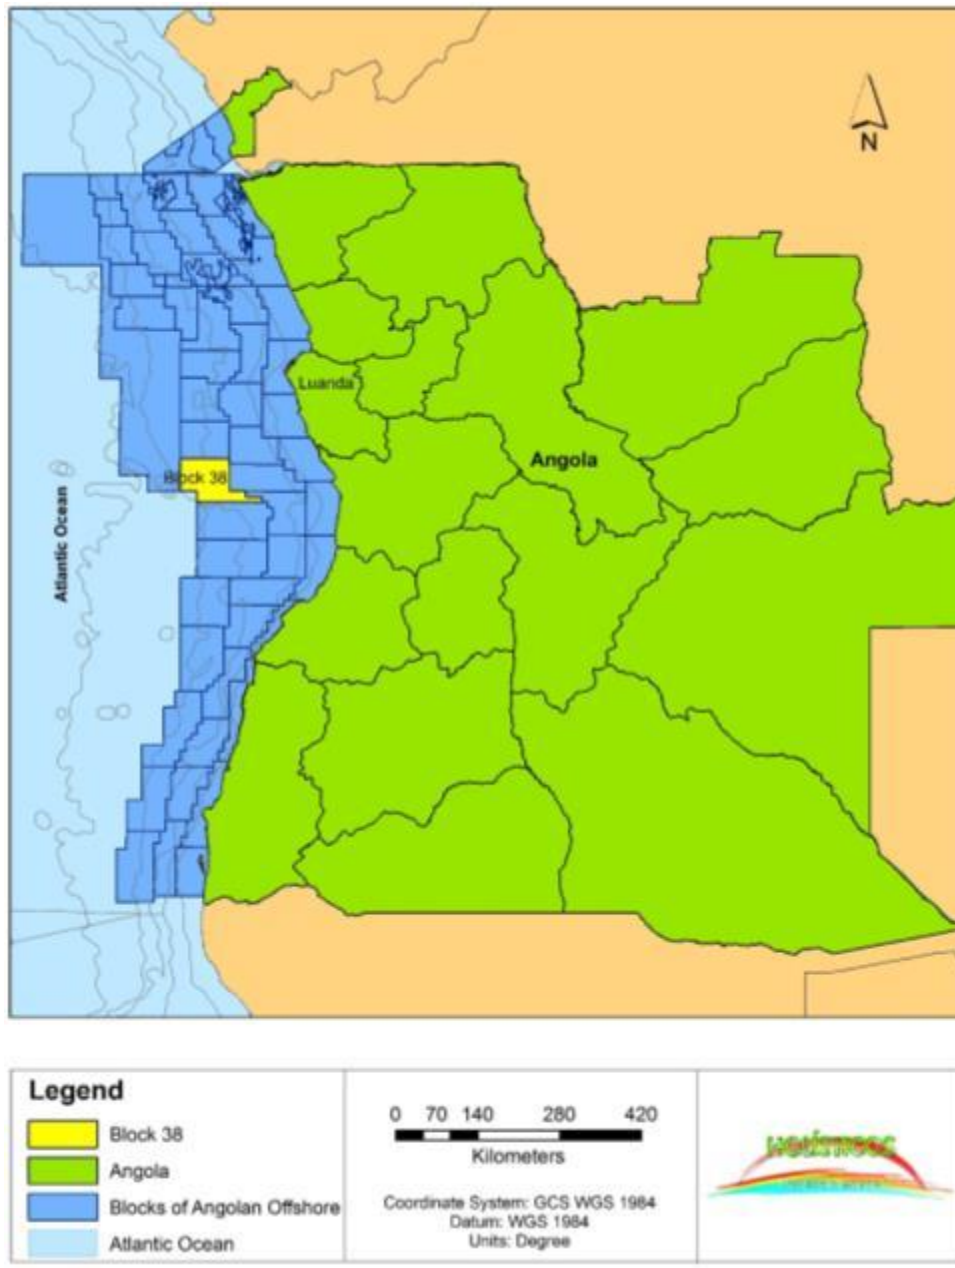 N
Luanda
Angola
Block 38
Atlantic Ocean
Legend
Block 38
Angola
Blocks of Angolan Offshore
Atlantic Ocean
0 70 140 280 420
Kilometers
Coordinate System: GCS WGS 1984
Datum: WGS 1984
Units: Degree